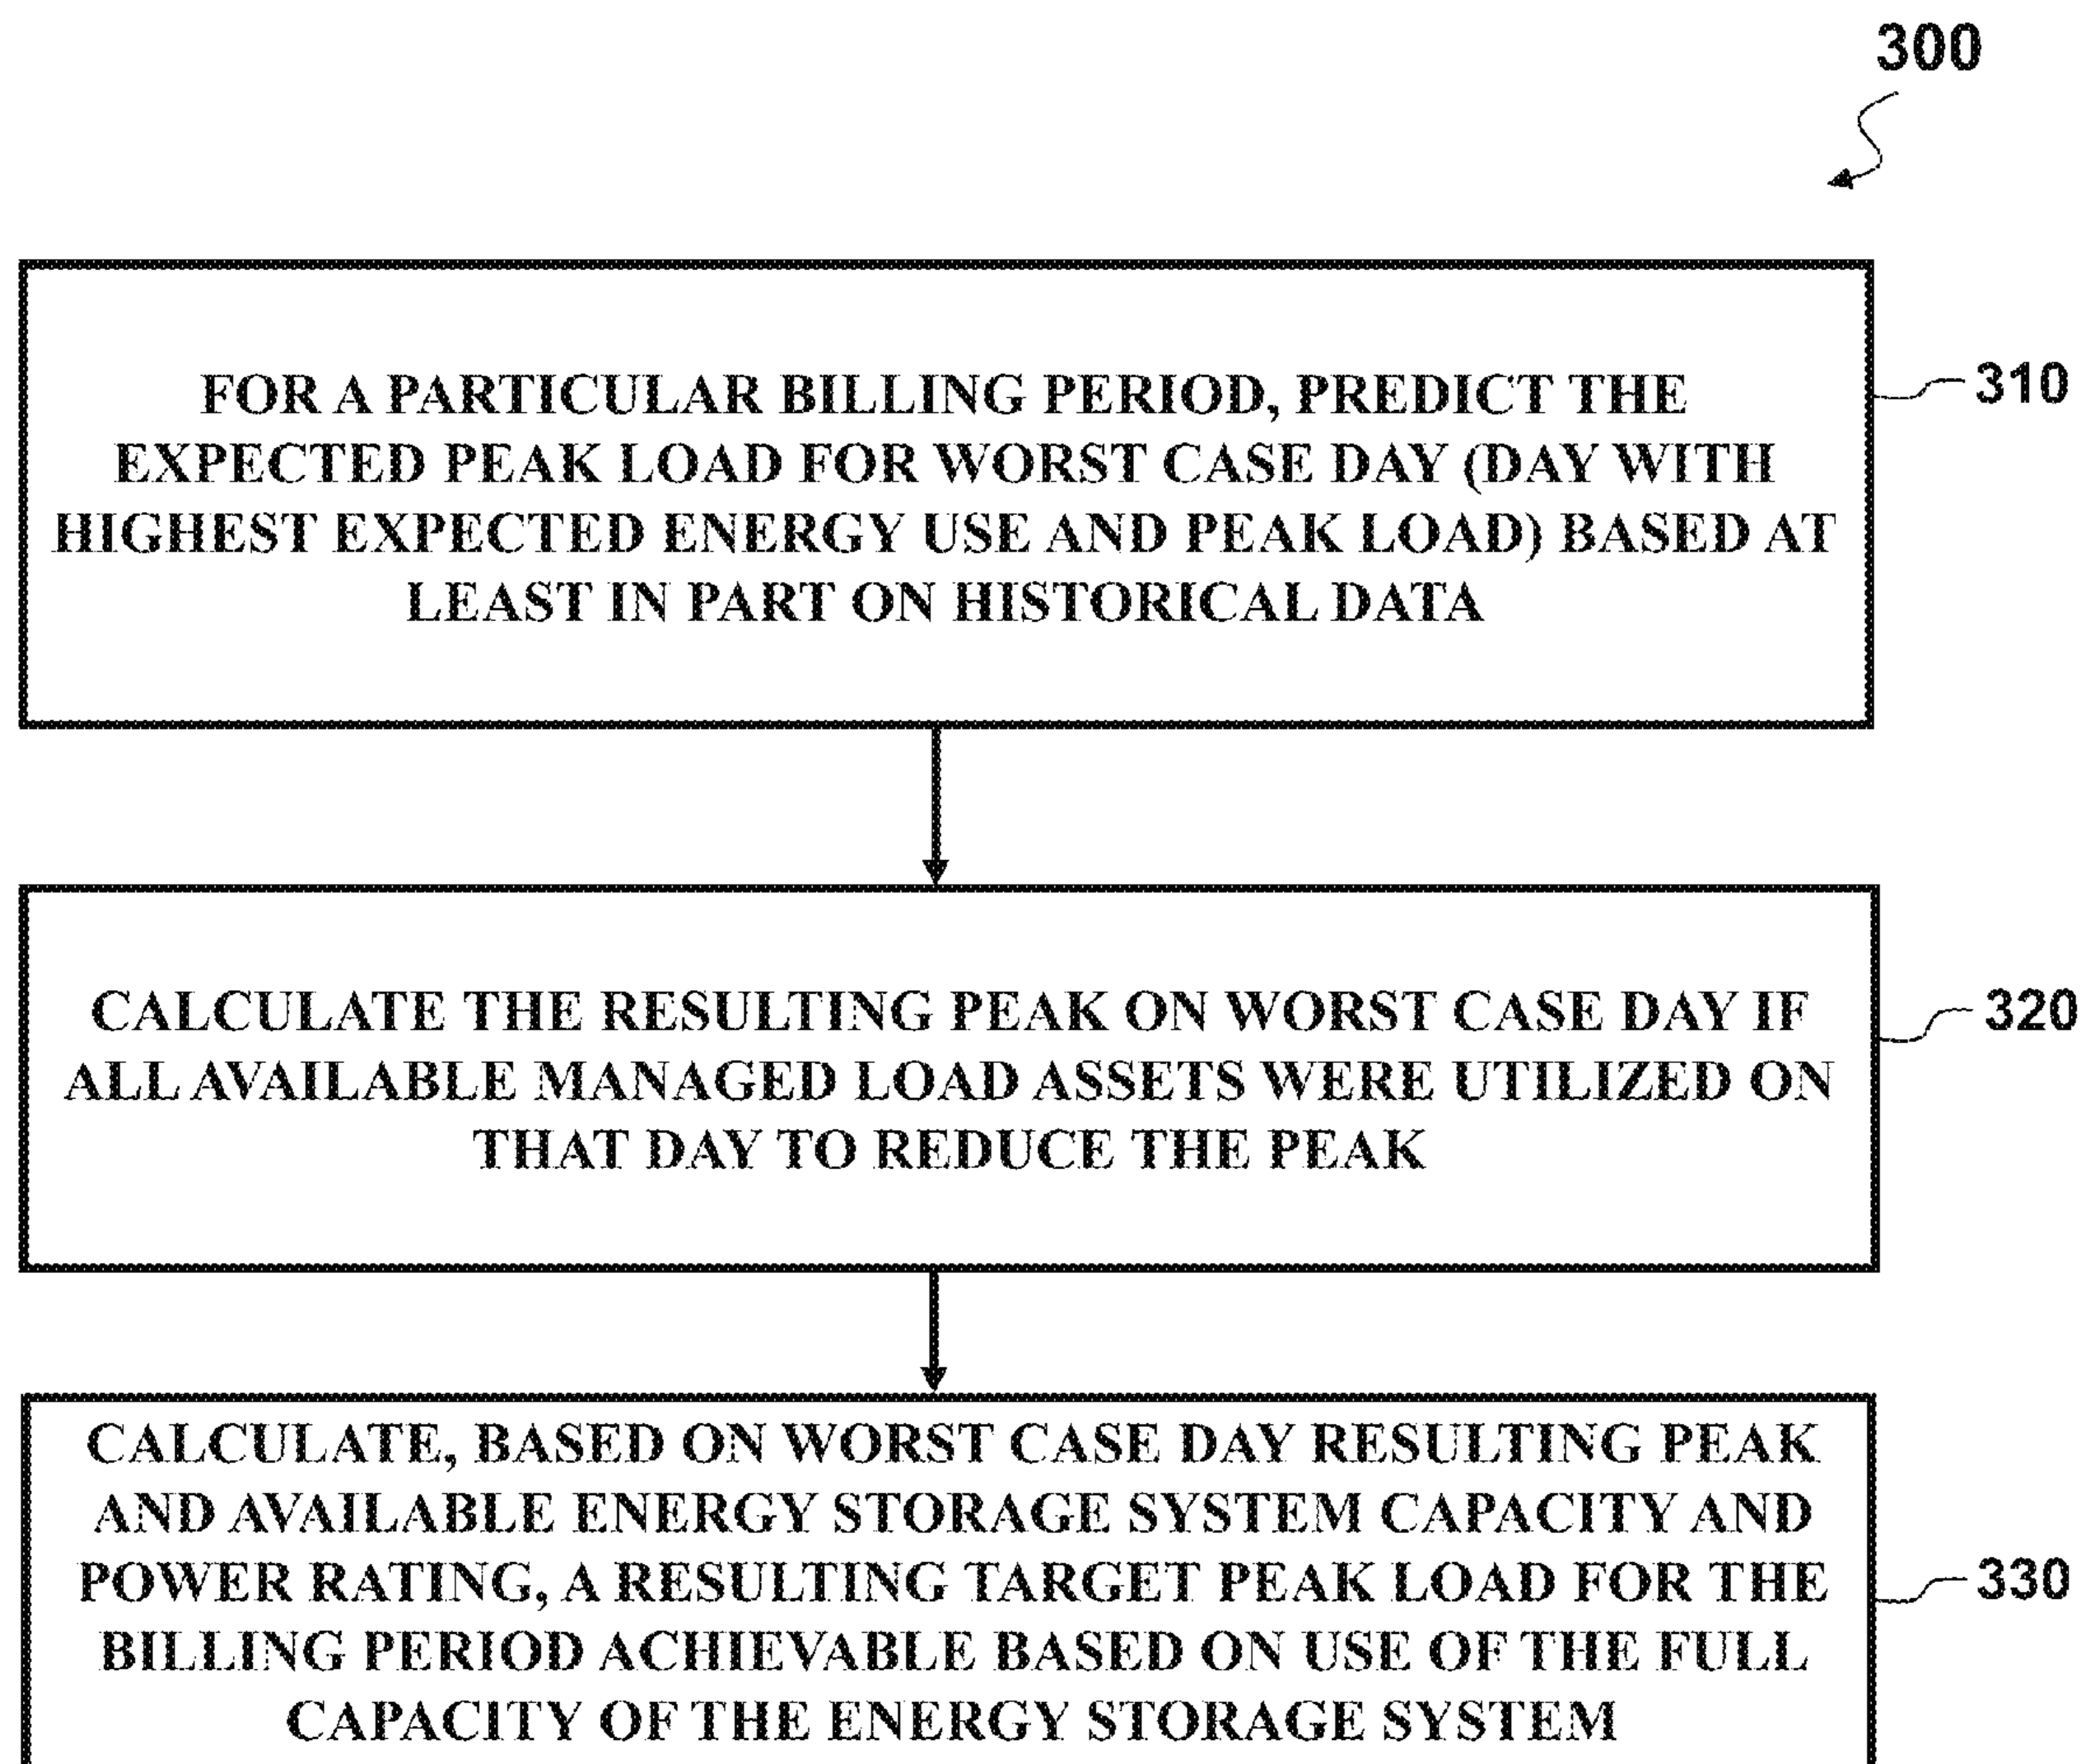 300
FOR A PARTICULAR BILLING PERIOD, PREDICT THE
EXPECTED PEAK LOAD FOR WORST CASE DAY (DAY WITH
HIGHEST EXPECTED ENERGY USE AND PEAK LOAD) BASED AT
LEAST IN PART ON HISTORICAL DATA
310
CALCULATE THE RESULTING PEAK ON WORST CASE DAY IF
ALL AVAILABLE MANAGED LOAD ASSETS WERE UTILIZED ON
THAT DAY TO REDUCE THE PEAK
320
CALCULATE, BASED ON WORST CASE DAY RESULTING PEAK
AND AVAILABLE ENERGY STORAGE SYSTEM CAPACITY AND
POWER RATING, A RESULTING TARGET PEAK LOAD FOR THE
BILLING PERIOD ACHIEVABLE BASED ON USE OF THE FULL
CAPACITY OF THE ENERGY STORAGE SYSTEM
330